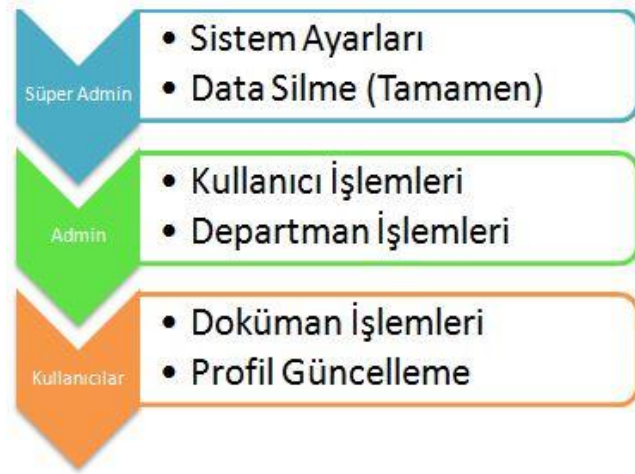 Süper Admin
• Sistem Ayarları
• Data Silme (Tamamen)
Admin
• Kullanıcı İşlemleri
• Departman İşlemleri
Kullanıcılar
• Doküman İşlemleri
• Profil Güncelleme